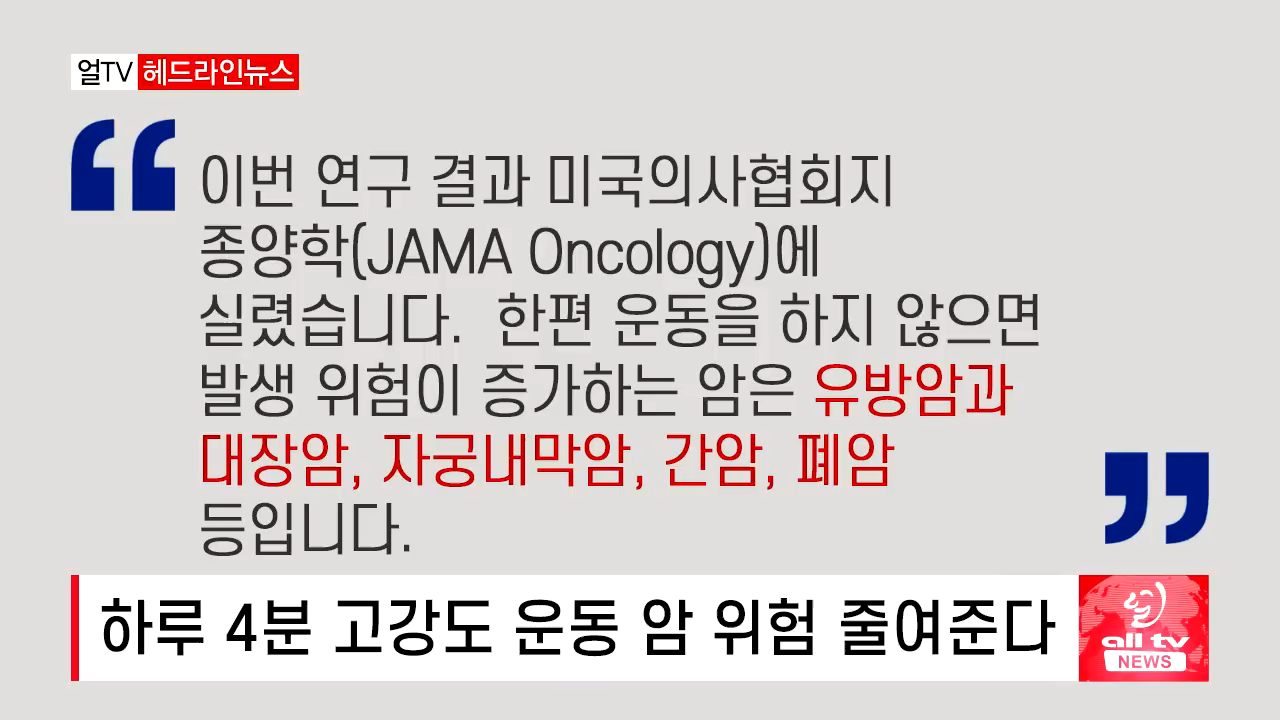 얼TV 헤드라인뉴스
“
이번 연구 결과 미국의사협회지
종양학(JAMA Oncology)에
실렸습니다.  한편 운동을 하지 않으면
발생 위험이 증가하는 암은 유방암과
대장암, 자궁내막암, 간암, 폐암
등입니다.
”
하루 4분 고강도 운동 암 위험 줄여준다
얼
all tv
NEWS